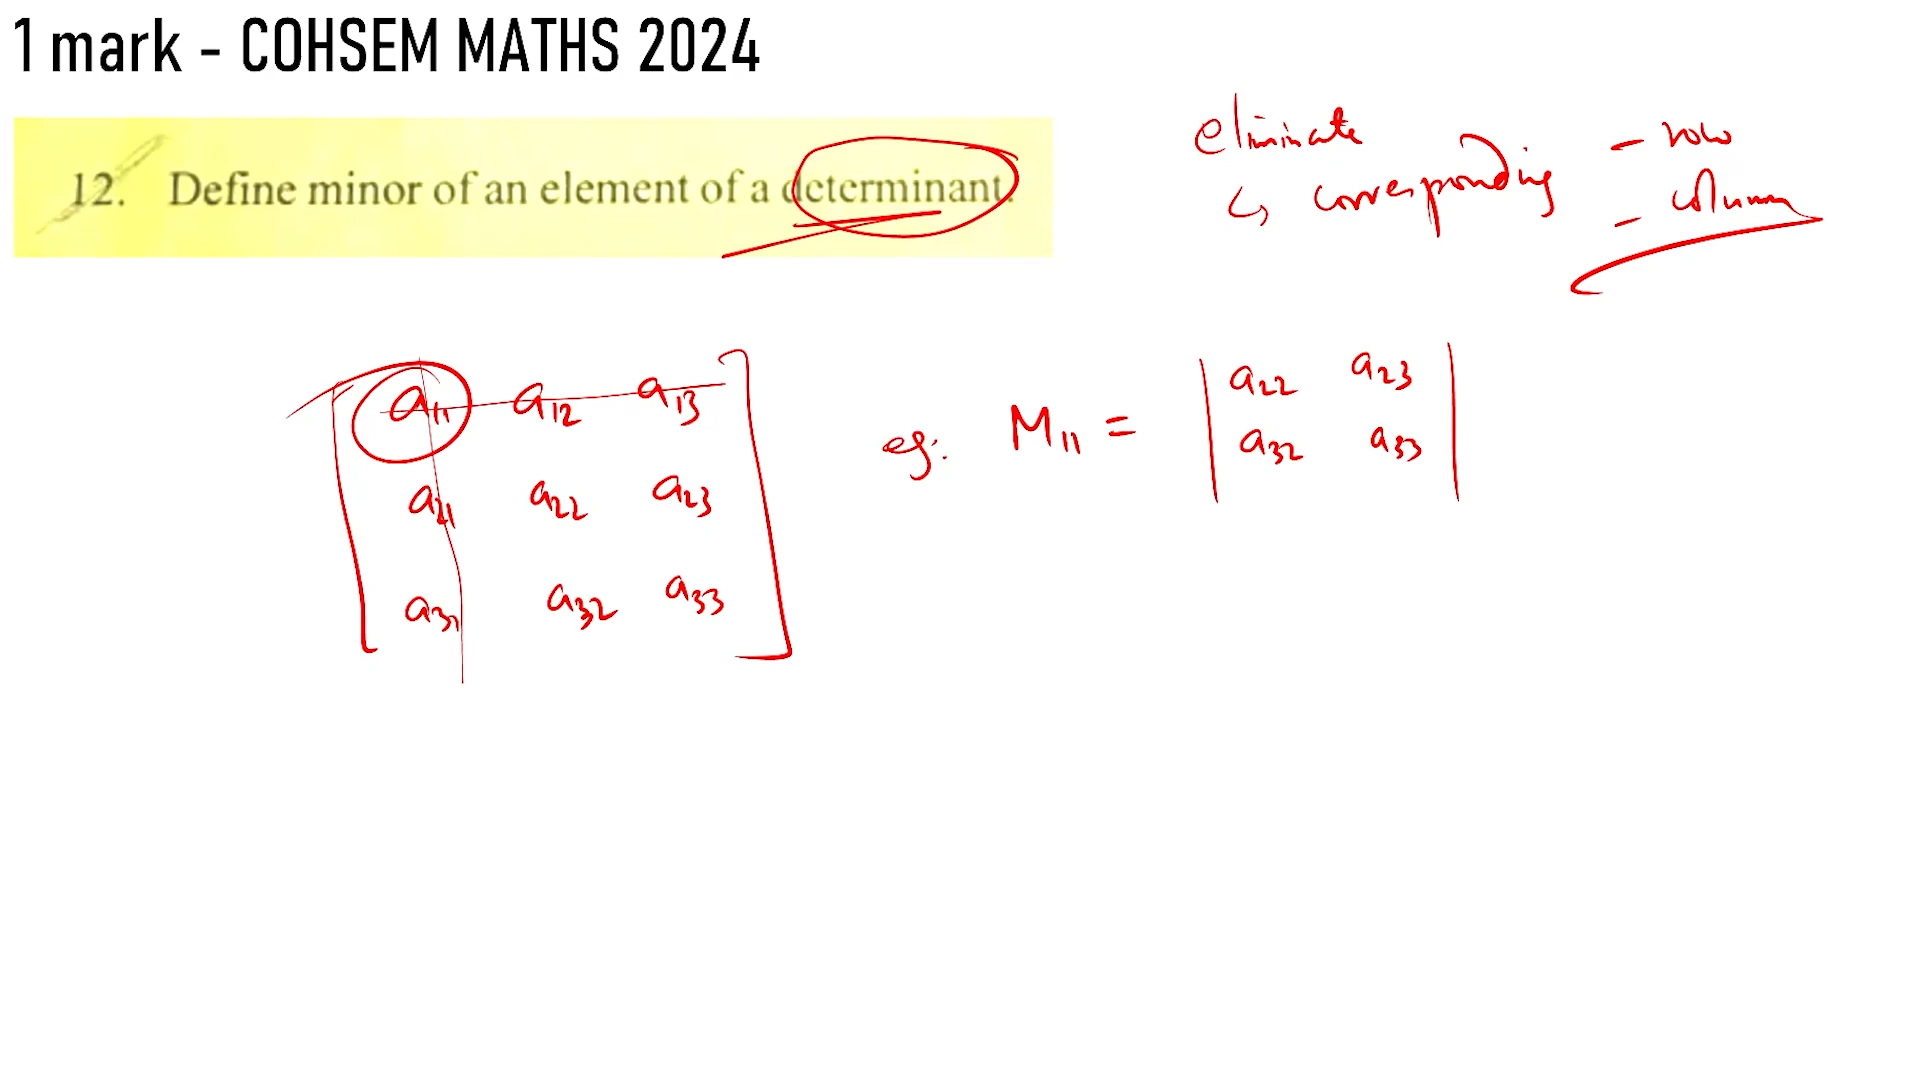 1 mark - COHSEM MATHS 2024
12. Define minor of an element of a determinant.
eliminate
↳ corresponding
- row
- column
a11 a12 a13
a21 a22 a23
a31 a32 a33
eg: M11 =
a22 a23
a32 a33